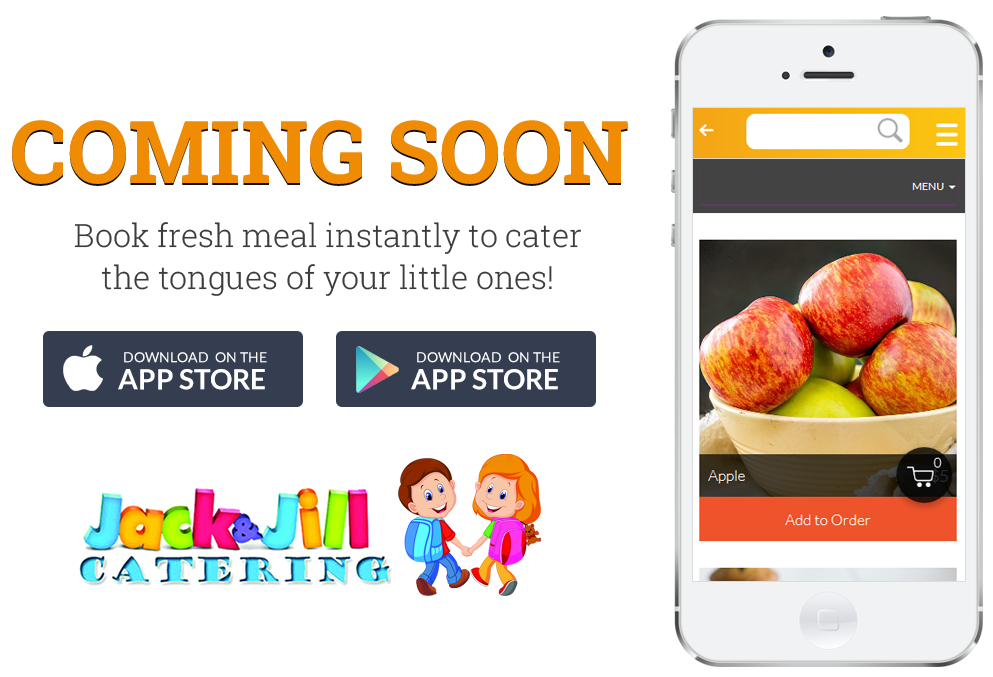 COMING SOON
Book fresh meal instantly to cater
the tongues of your little ones!
DOWNLOAD ON THE
APP STORE
DOWNLOAD ON THE
APP STORE
Jack & Jill
CATERING
MENU
Apple
0
$5
Add to Order